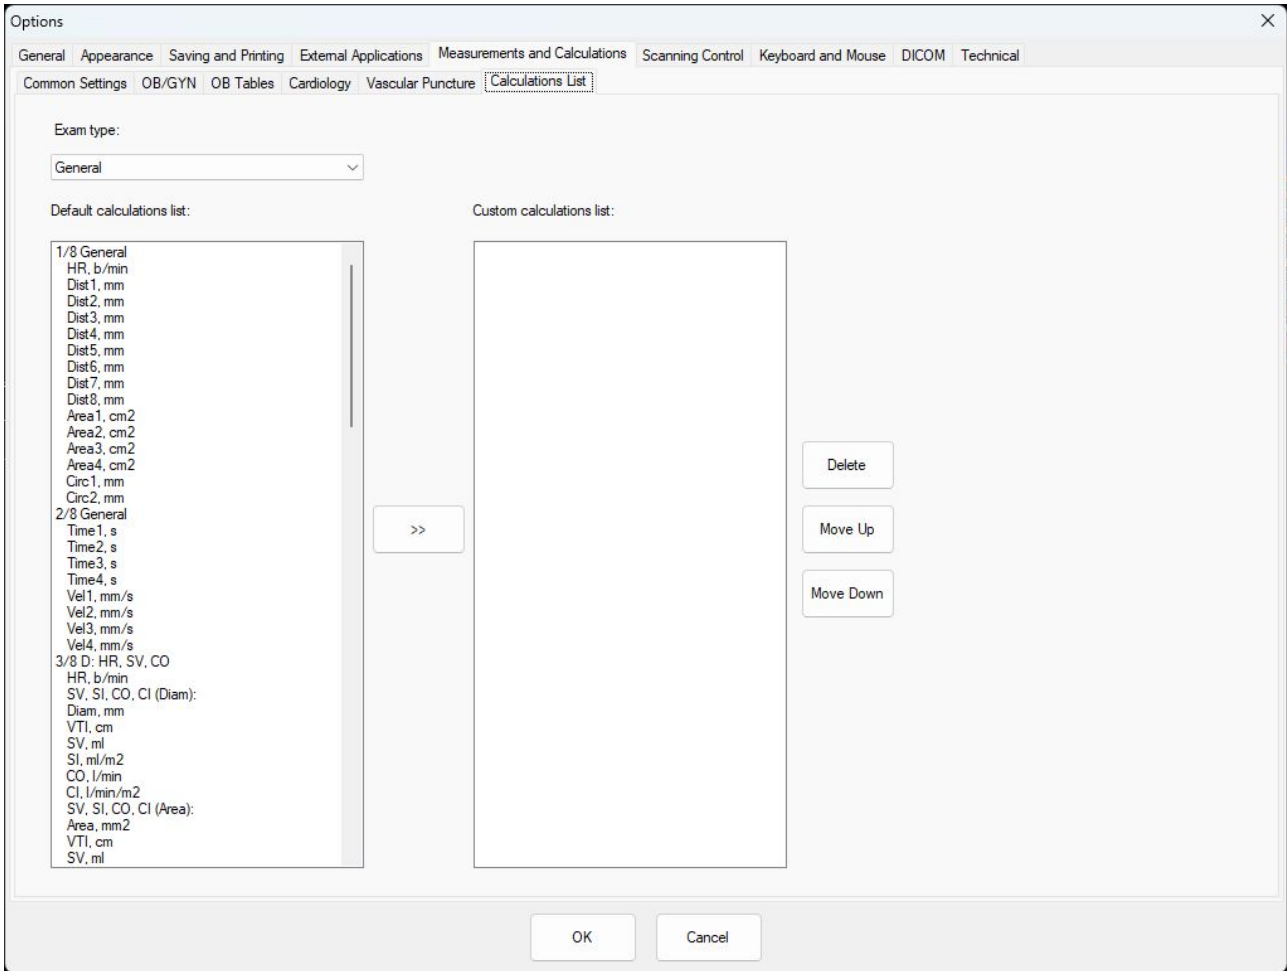 Options
General Appearance Saving and Printing External Applications Measurements and Calculations Scanning Control Keyboard and Mouse DICOM Technical
Common Settings OB/GYN OB Tables Cardiology Vascular Puncture Calculations List
Exam type:
General
Default calculations list:
Custom calculations list:
1/8 General
HR, b/min
Dist1, mm
Dist2, mm
Dist3, mm
Dist4, mm
Dist5, mm
Dist6, mm
Dist7, mm
Dist8, mm
Area1, cm2
Area2, cm2
Area3, cm2
Area4, cm2
Circ1, mm
Circ2, mm
2/8 General
Time1, s
Time2, s
Time3, s
Time4, s
Vel1, mm/s
Vel2, mm/s
Vel3, mm/s
Vel4, mm/s
3/8 D: HR, SV, CO
HR, b/min
SV, SI, CO, CI (Diam):
Diam, mm
VTI, cm
SV, ml
SI, ml/m2
CO, l/min
CI, l/min/m2
SV, SI, CO, CI (Area):
Area, mm2
VTI, cm
SV, ml
>>
Delete
Move Up
Move Down
OK
Cancel